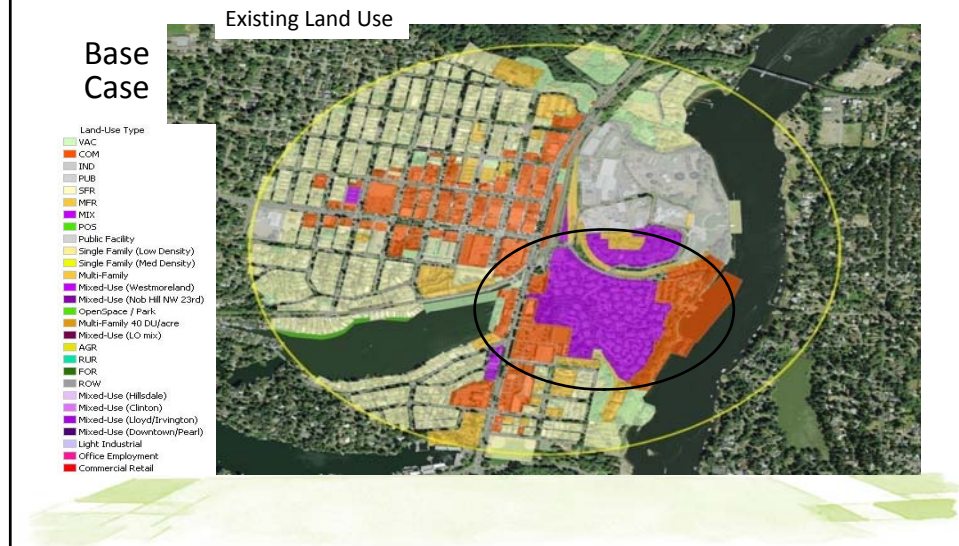 Existing Land Use
Base
Case
Land-Use Type
VAC
COM
IND
PUB
SFR
MFR
MIX
POS
Public Facility
Single Family (Low Density)
Single Family (Med Density)
Multi-Family
Mixed-Use (Westmoreland)
Mixed-Use (Nob Hill NW 23rd)
OpenSpace / Park
Multi-Family 40 DU/acre
Mixed-Use (LO mix)
AGR
RUR
FOR
ROW
Mixed-Use (Hillsdale)
Mixed-Use (Clinton)
Mixed-Use (Lloyd/Irvington)
Mixed-Use (Downtown/Pearl)
Light Industrial
Office Employment
Commercial Retail